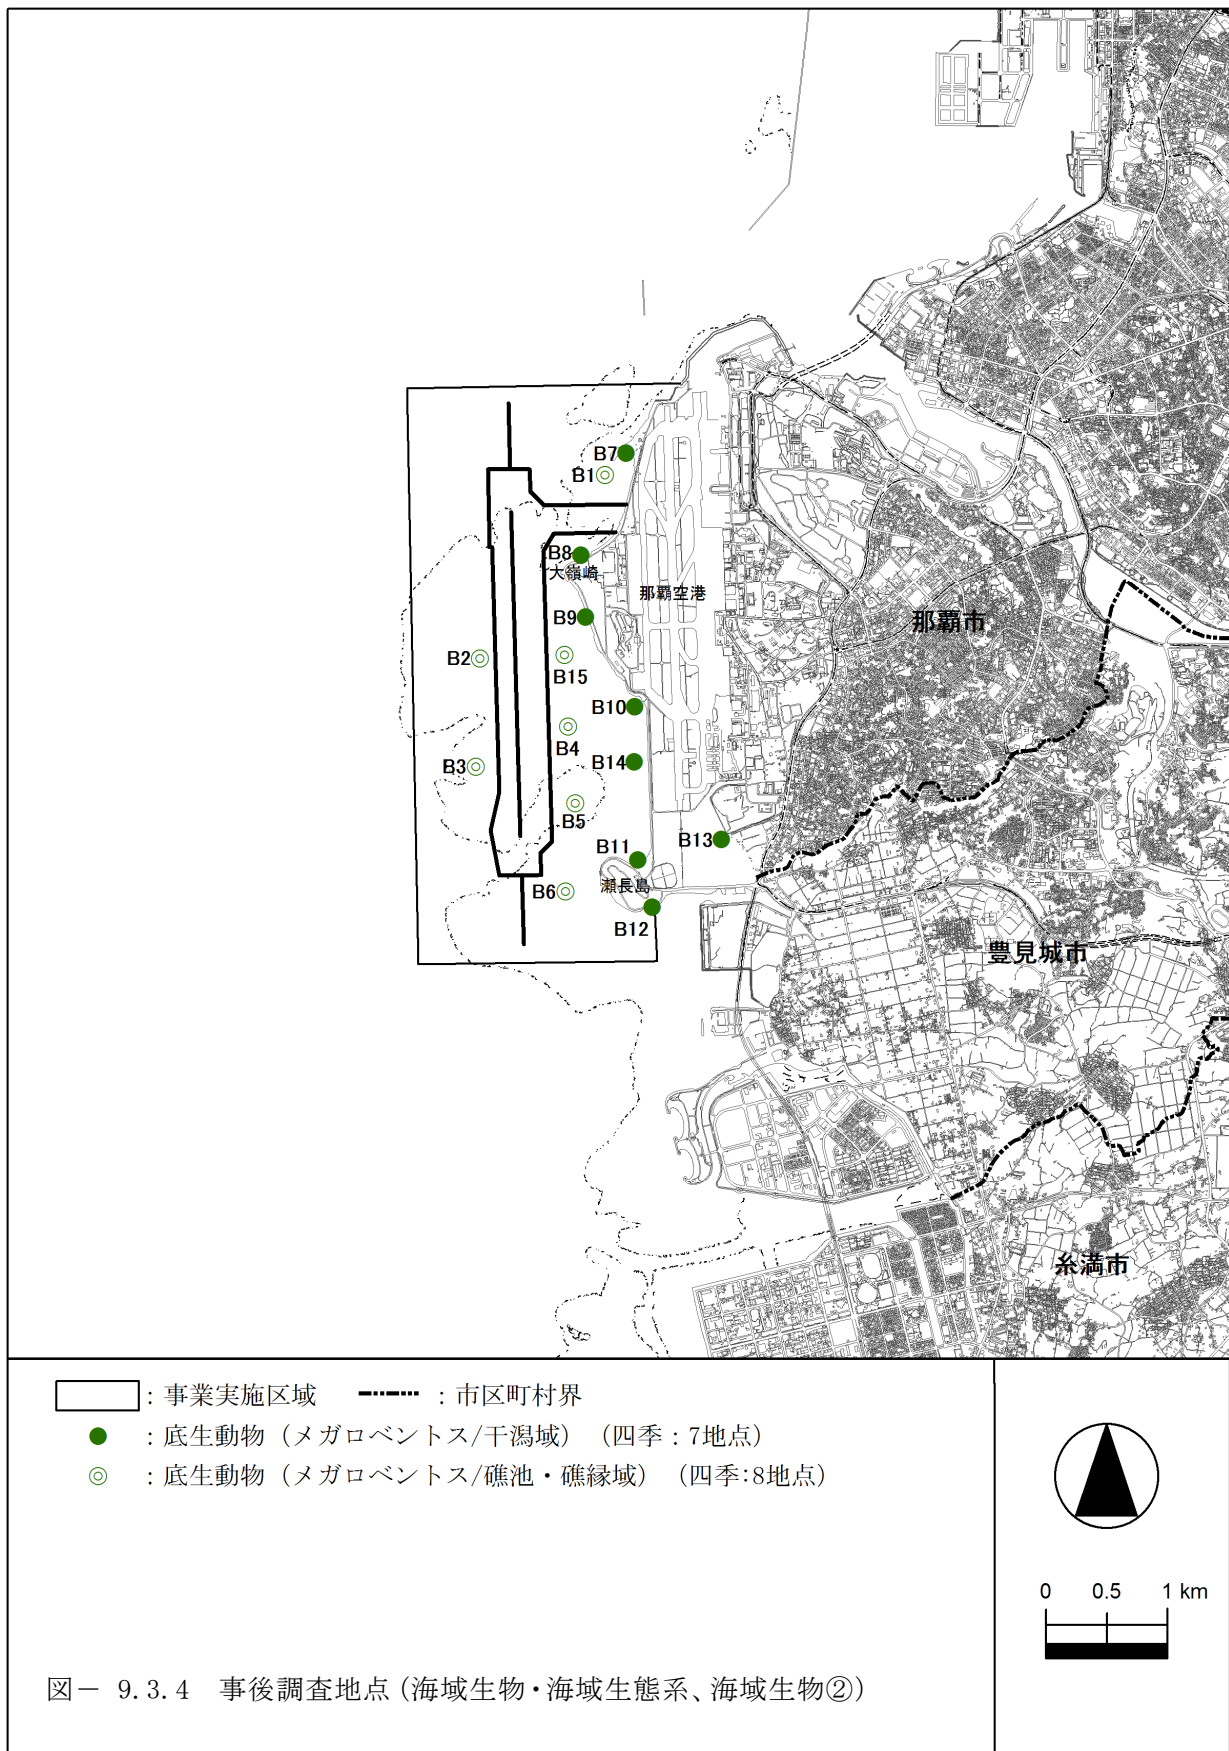 B7
B1
B8
大嶺崎
那覇空港
B9
那覇市
B2
B15
B10
B4
B14
B3
B5
B13
B11
瀬長島
B6
B12
豊見城市
糸満市
：事業実施区域
：市区町村界
：底生動物（メガロベントス/干潟域）（四季：7地点）
：底生動物（メガロベントス/礁池・礁縁域）（四季:8地点）
0 0.5 1 km
図－ 9.3.4 事後調査地点（海域生物・海域生態系、海域生物②）